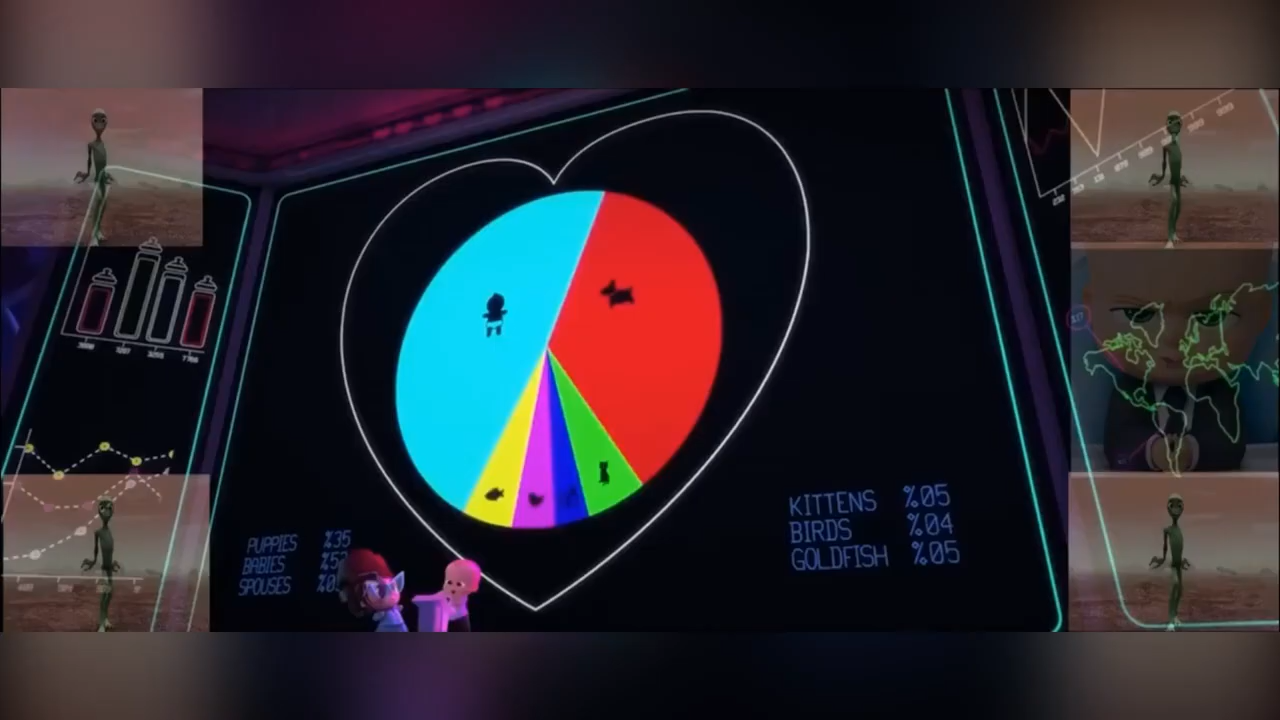 PUPPIES %35
BABIES
SPOUSES
KITTENS %05
BIRDS %04
GOLDFISH %05